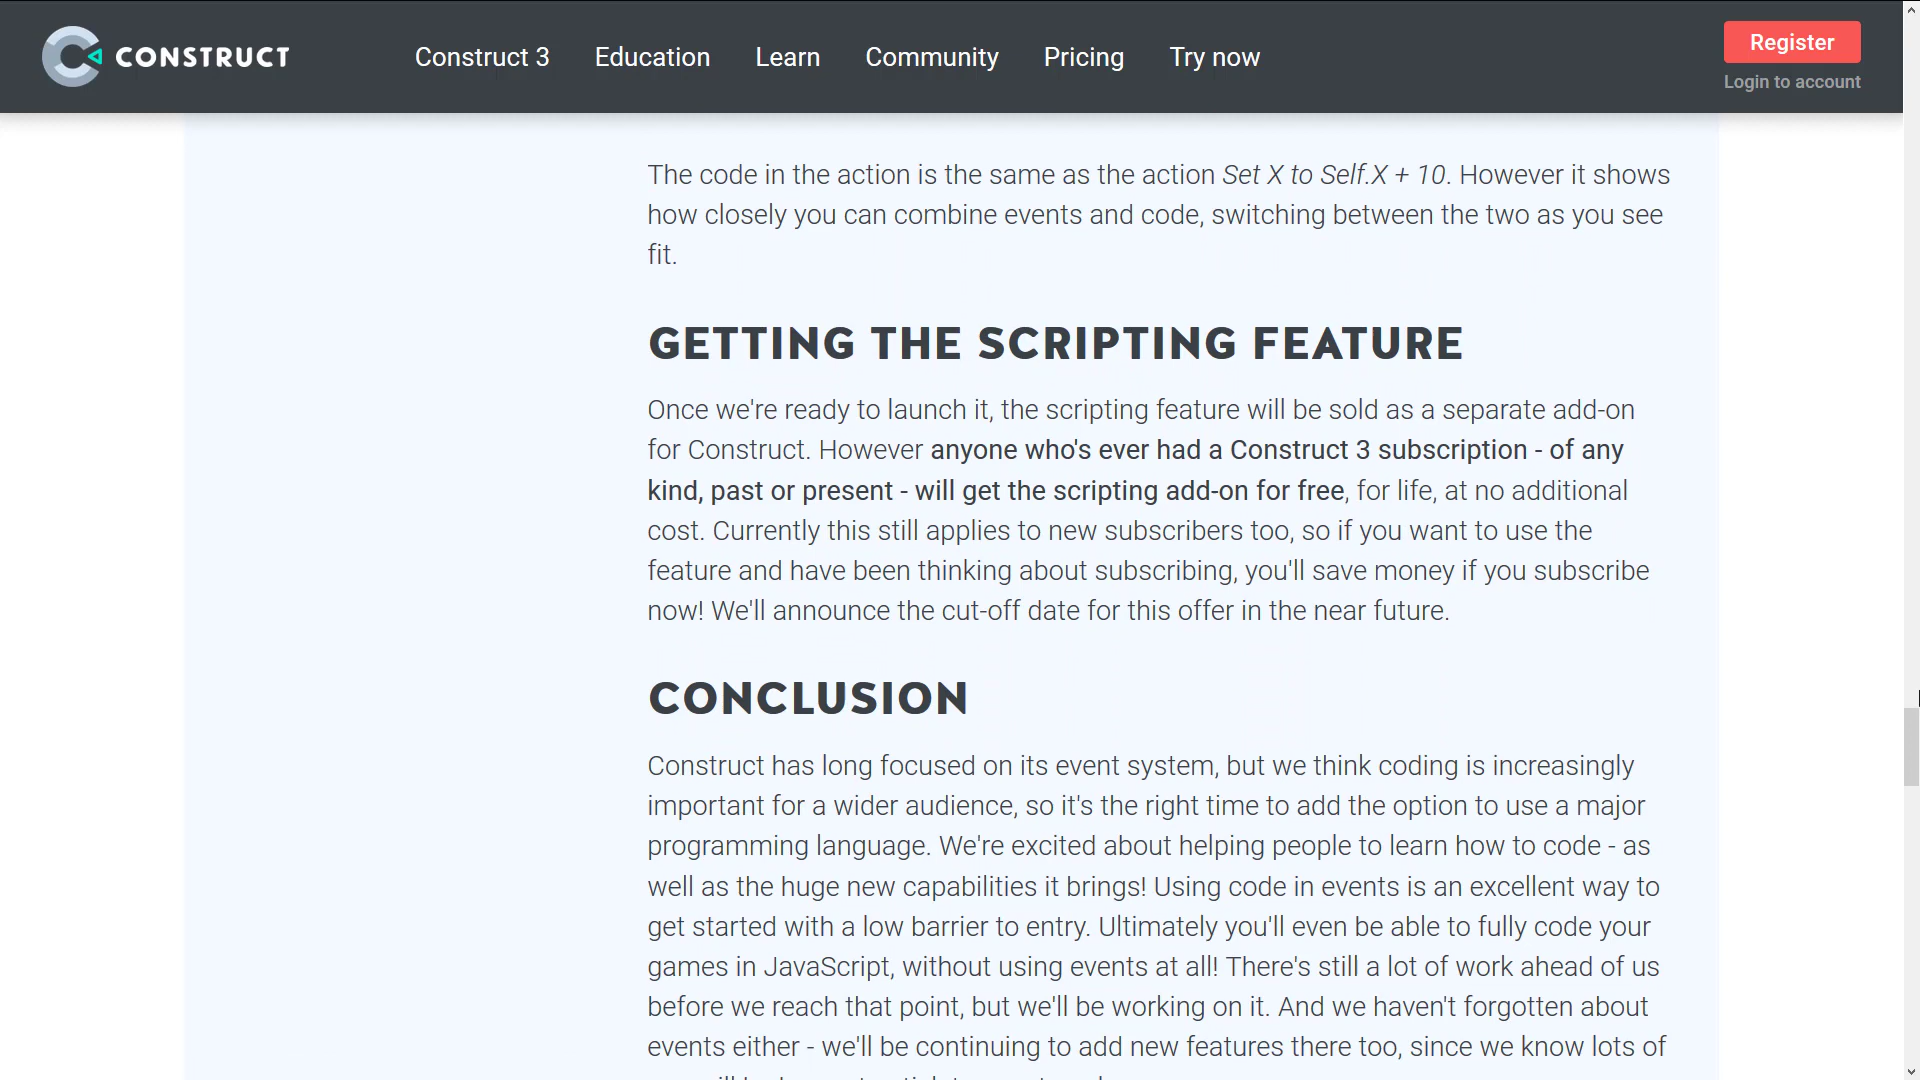 CONSTRUCT
Construct 3
Education
Learn
Community
Pricing
Try now
Register
Login to account
The code in the action is the same as the action Set X to Self.X + 10. However it shows
how closely you can combine events and code, switching between the two as you see
fit.
GETTING THE SCRIPTING FEATURE
Once we're ready to launch it, the scripting feature will be sold as a separate add-on
for Construct. However anyone who's ever had a Construct 3 subscription - of any
kind, past or present - will get the scripting add-on for free, for life, at no additional
cost. Currently this still applies to new subscribers too, so if you want to use the
feature and have been thinking about subscribing, you'll save money if you subscribe
now! We'll announce the cut-off date for this offer in the near future.
CONCLUSION
Construct has long focused on its event system, but we think coding is increasingly
important for a wider audience, so it's the right time to add the option to use a major
programming language. We're excited about helping people to learn how to code - as
well as the huge new capabilities it brings! Using code in events is an excellent way to
get started with a low barrier to entry. Ultimately you'll even be able to fully code your
games in JavaScript, without using events at all! There's still a lot of work ahead of us
before we reach that point, but we'll be working on it. And we haven't forgotten about
events either - we'll be continuing to add new features there too, since we know lots of